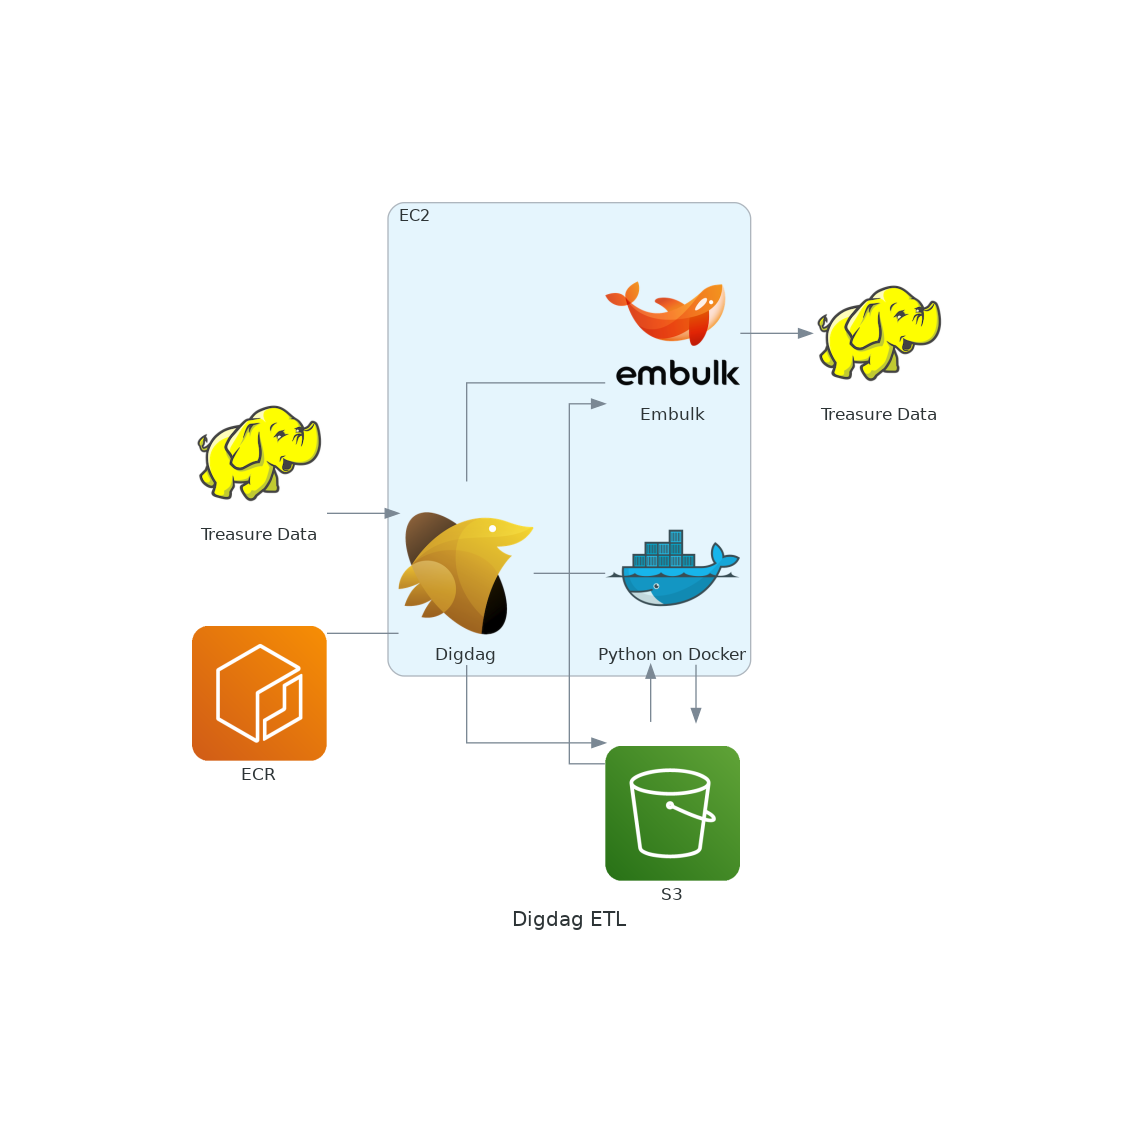 EC2
embulk
Embulk
Treasure Data
Treasure Data
Digdag
Python on Docker
ECR
S3
Digdag ETL